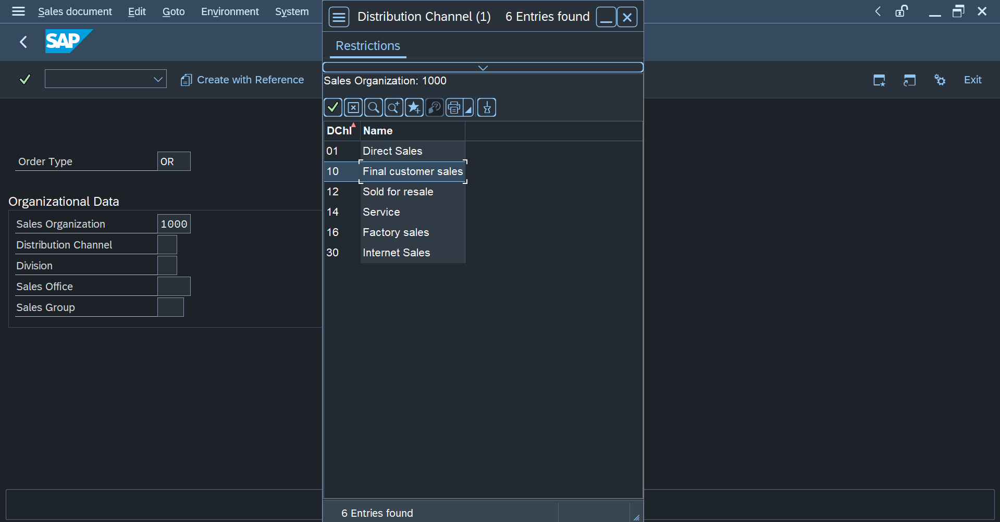 Sales document Edit Goto Environment System
Distribution Channel (1) 6 Entries found
SAP
Restrictions
Create with Reference
Exit
Sales Organization: 1000
DChl Name
01 Direct Sales
10 Final customer sales
12 Sold for resale
14 Service
16 Factory sales
30 Internet Sales
Order Type OR
Organizational Data
Sales Organization 1000
Distribution Channel
Division
Sales Office
Sales Group
6 Entries found